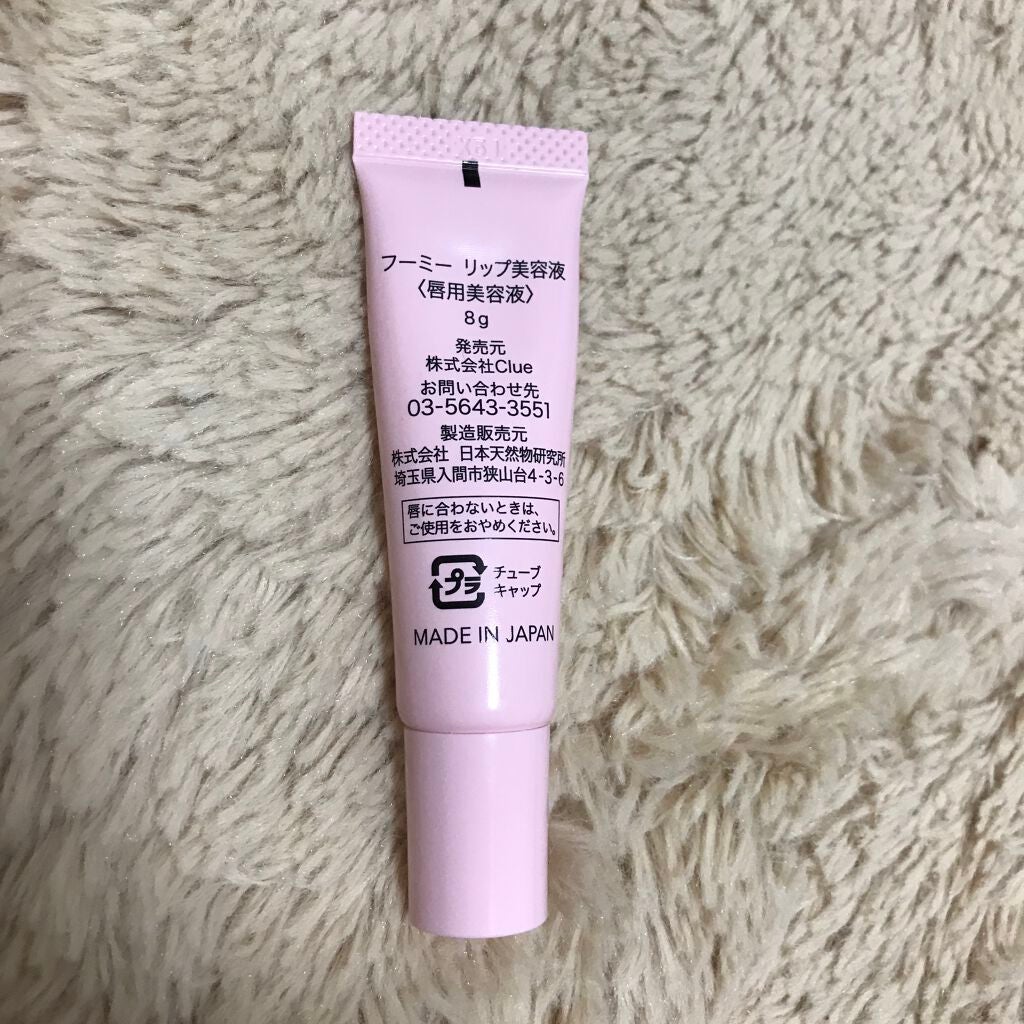 フーミー リップ美容液
〈唇用美容液〉
8g
発売元
株式会社Clue
お問い合わせ先
03-5643-3551
製造販売元
株式会社 日本天然物研究所
埼玉県入間市狭山台4-3-6
唇に合わないときは、
ご使用をおやめください。
プラ
チューブ
キャップ
MADE IN JAPAN